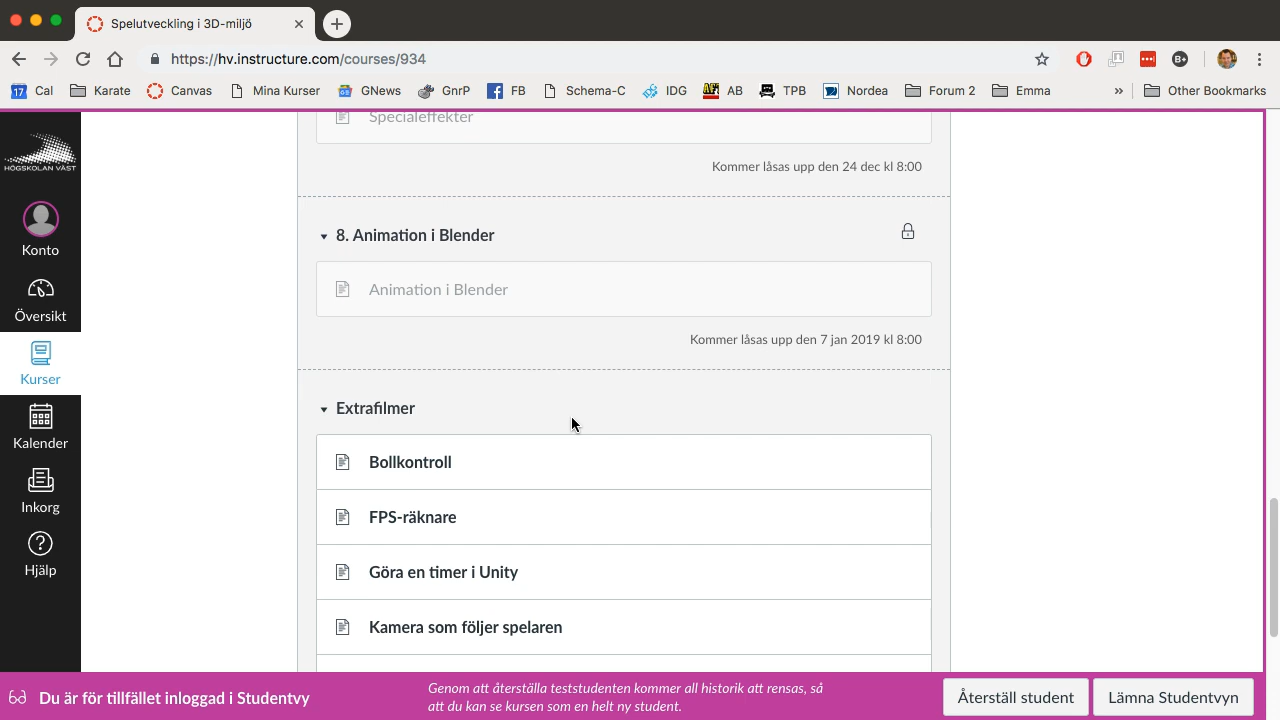 Spelutveckling i 3D-miljö
https://hv.instructure.com/courses/934
B+
17 Cal Karate Canvas Mina Kurser GNews GnrP FB Schema-C IDG AF AB TPB Nordea Forum 2 Emma » Other Bookmarks
HÖGSKOLAN VÄST
Konto
Översikt
Kurser
Kalender
Inkorg
Hjälp
Specialeffekter
Kommer låsas upp den 24 dec kl 8:00
8. Animation i Blender
Animation i Blender
Kommer låsas upp den 7 jan 2019 kl 8:00
Extrafilmer
Bollkontroll
FPS-räknare
Göra en timer i Unity
Kamera som följer spelaren
Du är för tillfället inloggad i Studentvy
Genom att återställa teststudenten kommer all historik att rensas, så
att du kan se kursen som en helt ny student.
Återställ student
Lämna Studentvyn